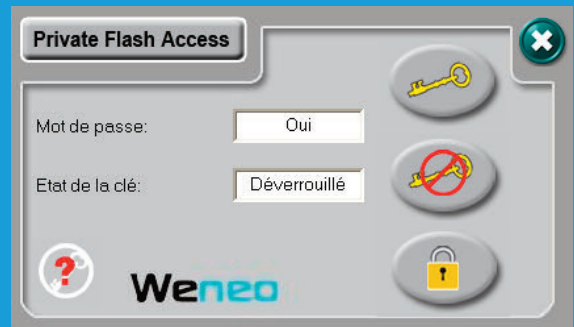 Private Flash Access
Mot de passe: Oui
Etat de la clé: Déverrouillé
?
Weneo